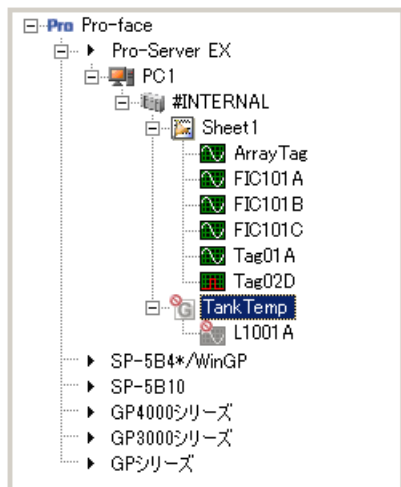 Pro Pro-face
Pro-Server EX
PC1
#INTERNAL
Sheet1
ArrayTag
FIC101A
FIC101B
FIC101C
Tag01A
Tag02D
G TankTemp
L1001A
SP-5B4*/WinGP
SP-5B10
GP4000シリーズ
GP3000シリーズ
GPシリーズ